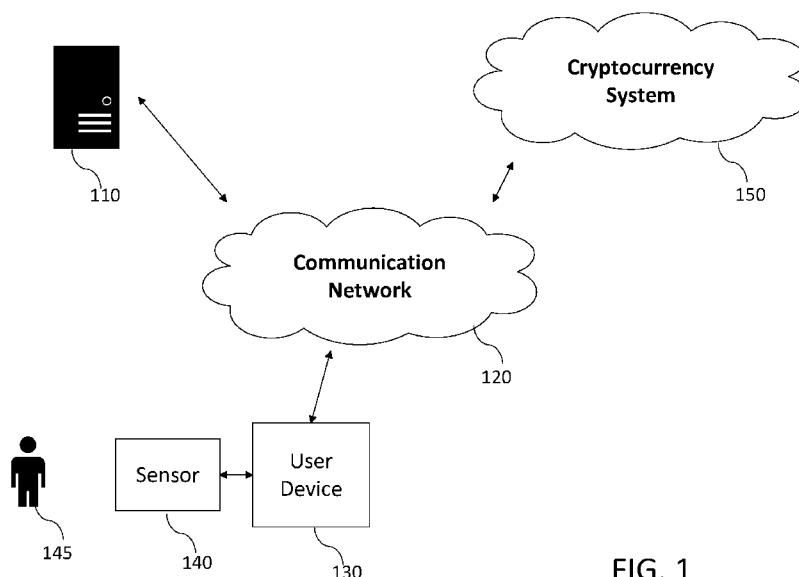 Cryptocurrency
System
110
150
Communication
Network
120
Sensor
User
Device
145
140
130
FIG. 1